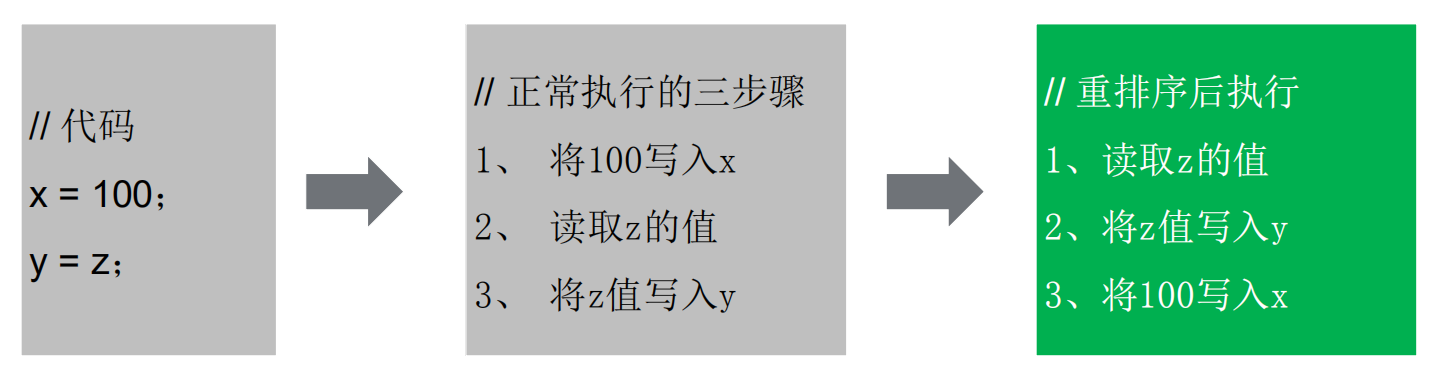 // 代码
x = 100；
y = z；
// 正常执行的三步骤
1、 将100写入x
2、 读取z的值
3、 将z值写入y
// 重排序后执行
1、读取z的值
2、将z值写入y
3、将100写入x